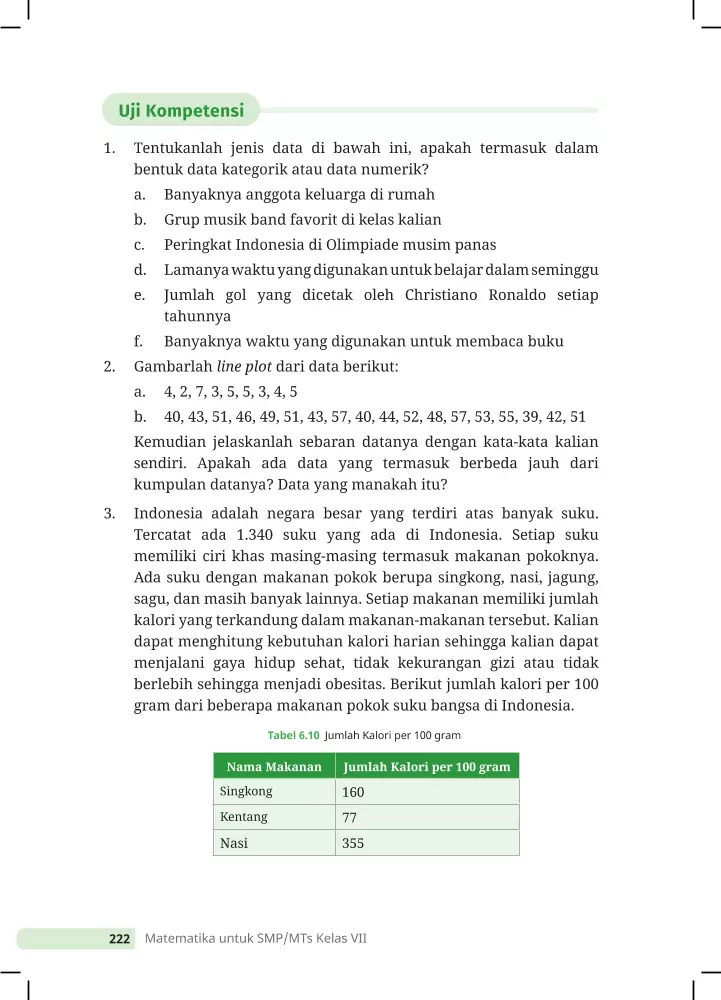 Uji Kompetensi
1. Tentukanlah jenis data di bawah ini, apakah termasuk dalam
bentuk data kategorik atau data numerik?
a. Banyaknya anggota keluarga di rumah
b. Grup musik band favorit di kelas kalian
c. Peringkat Indonesia di Olimpiade musim panas
d. Lamanya waktu yang digunakan untuk belajar dalam seminggu
e. Jumlah gol yang dicetak oleh Christiano Ronaldo setiap
tahunnya
f. Banyaknya waktu yang digunakan untuk membaca buku
2. Gambarlah line plot dari data berikut:
a. 4, 2, 7, 3, 5, 5, 3, 4, 5
b. 40, 43, 51, 46, 49, 51, 43, 57, 40, 44, 52, 48, 57, 53, 55, 39, 42, 51
Kemudian jelaskanlah sebaran datanya dengan kata-kata kalian
sendiri. Apakah ada data yang termasuk berbeda jauh dari
kumpulan datanya? Data yang manakah itu?
3. Indonesia adalah negara besar yang terdiri atas banyak suku.
Tercatat ada 1.340 suku yang ada di Indonesia. Setiap suku
memiliki ciri khas masing-masing termasuk makanan pokoknya.
Ada suku dengan makanan pokok berupa singkong, nasi, jagung,
sagu, dan masih banyak lainnya. Setiap makanan memiliki jumlah
kalori yang terkandung dalam makanan-makanan tersebut. Kalian
dapat menghitung kebutuhan kalori harian sehingga kalian dapat
menjalani gaya hidup sehat, tidak kekurangan gizi atau tidak
berlebih sehingga menjadi obesitas. Berikut jumlah kalori per 100
gram dari beberapa makanan pokok suku bangsa di Indonesia.
Tabel 6.10 Jumlah Kalori per 100 gram
Nama Makanan Jumlah Kalori per 100 gram
Singkong 160
Kentang 77
Nasi 355
222 Matematika untuk SMP/MTs Kelas VII